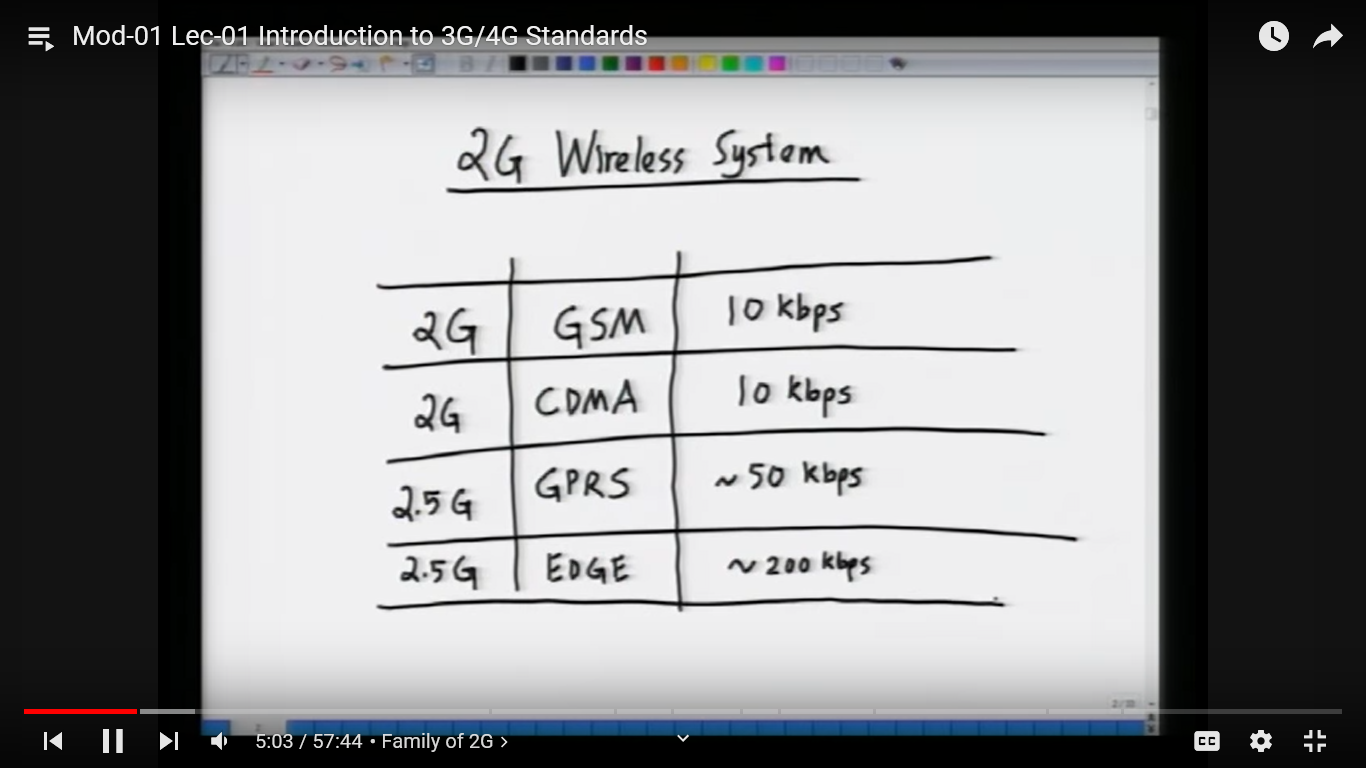 Mod-01 Lec-01 Introduction to 3G/4G Standards
2G Wireless System
2G GSM 10 kbps
2G CDMA 10 kbps
2.5G GPRS ~ 50 kbps
2.5G EDGE ~ 200 kbps
5:03 / 57:44 • Family of 2G >
CC